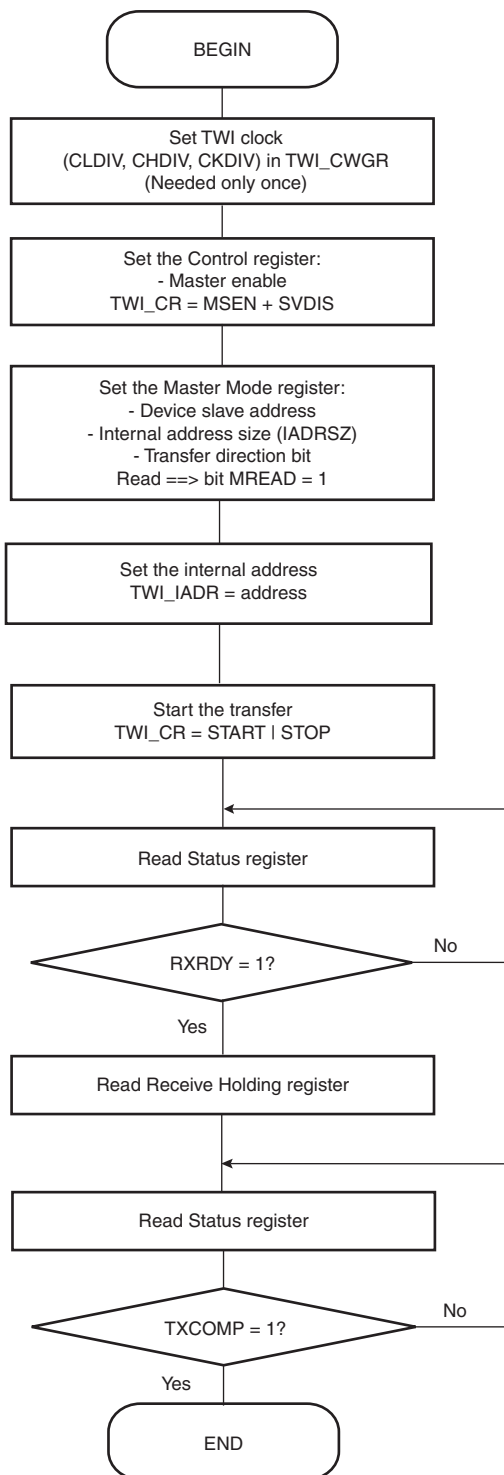 BEGIN
Set TWI clock
(CLDIV, CHDIV, CKDIV) in TWI_CWGR
(Needed only once)
Set the Control register:
- Master enable
TWI_CR = MSEN + SVDIS
Set the Master Mode register:
- Device slave address
- Internal address size (IADRSZ)
- Transfer direction bit
Read ==> bit MREAD = 1
Set the internal address
TWI_IADR = address
Start the transfer
TWI_CR = START | STOP
Read Status register
RXRDY = 1?
No
Yes
Read Receive Holding register
Read Status register
TXCOMP = 1?
No
Yes
END